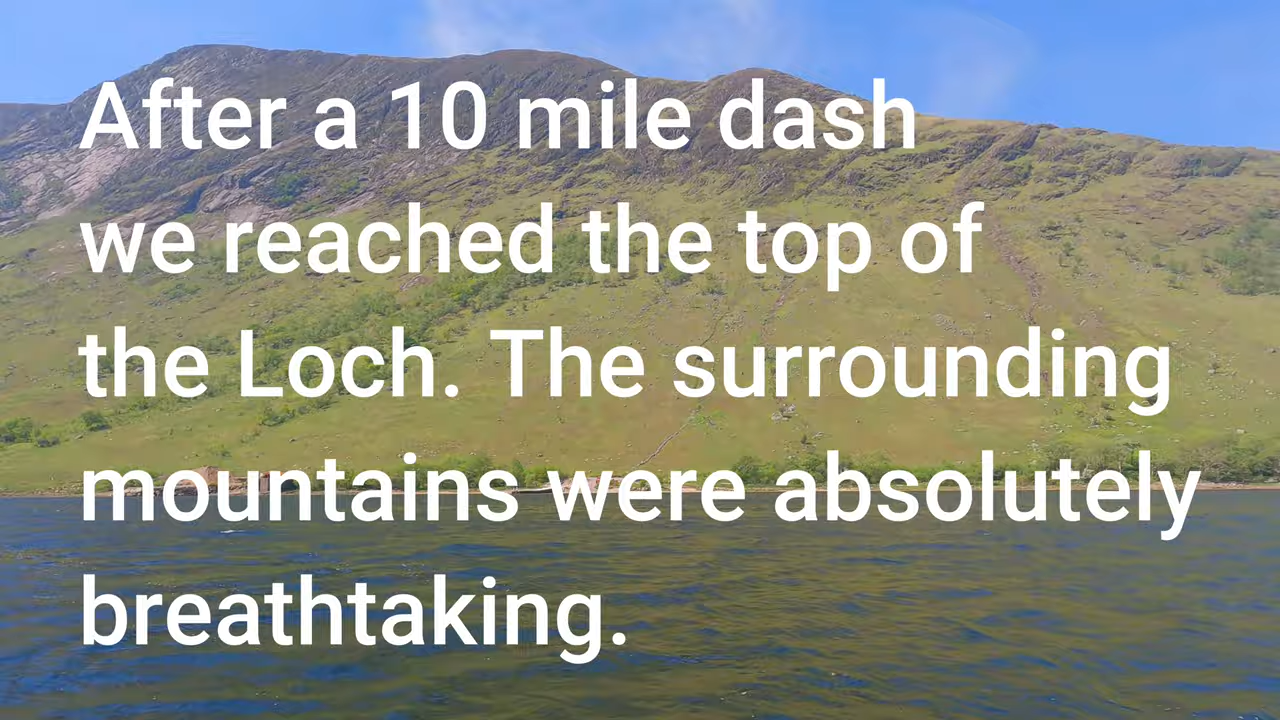 After a 10 mile dash
we reached the top of
the Loch. The surrounding
mountains were absolutely
breathtaking.